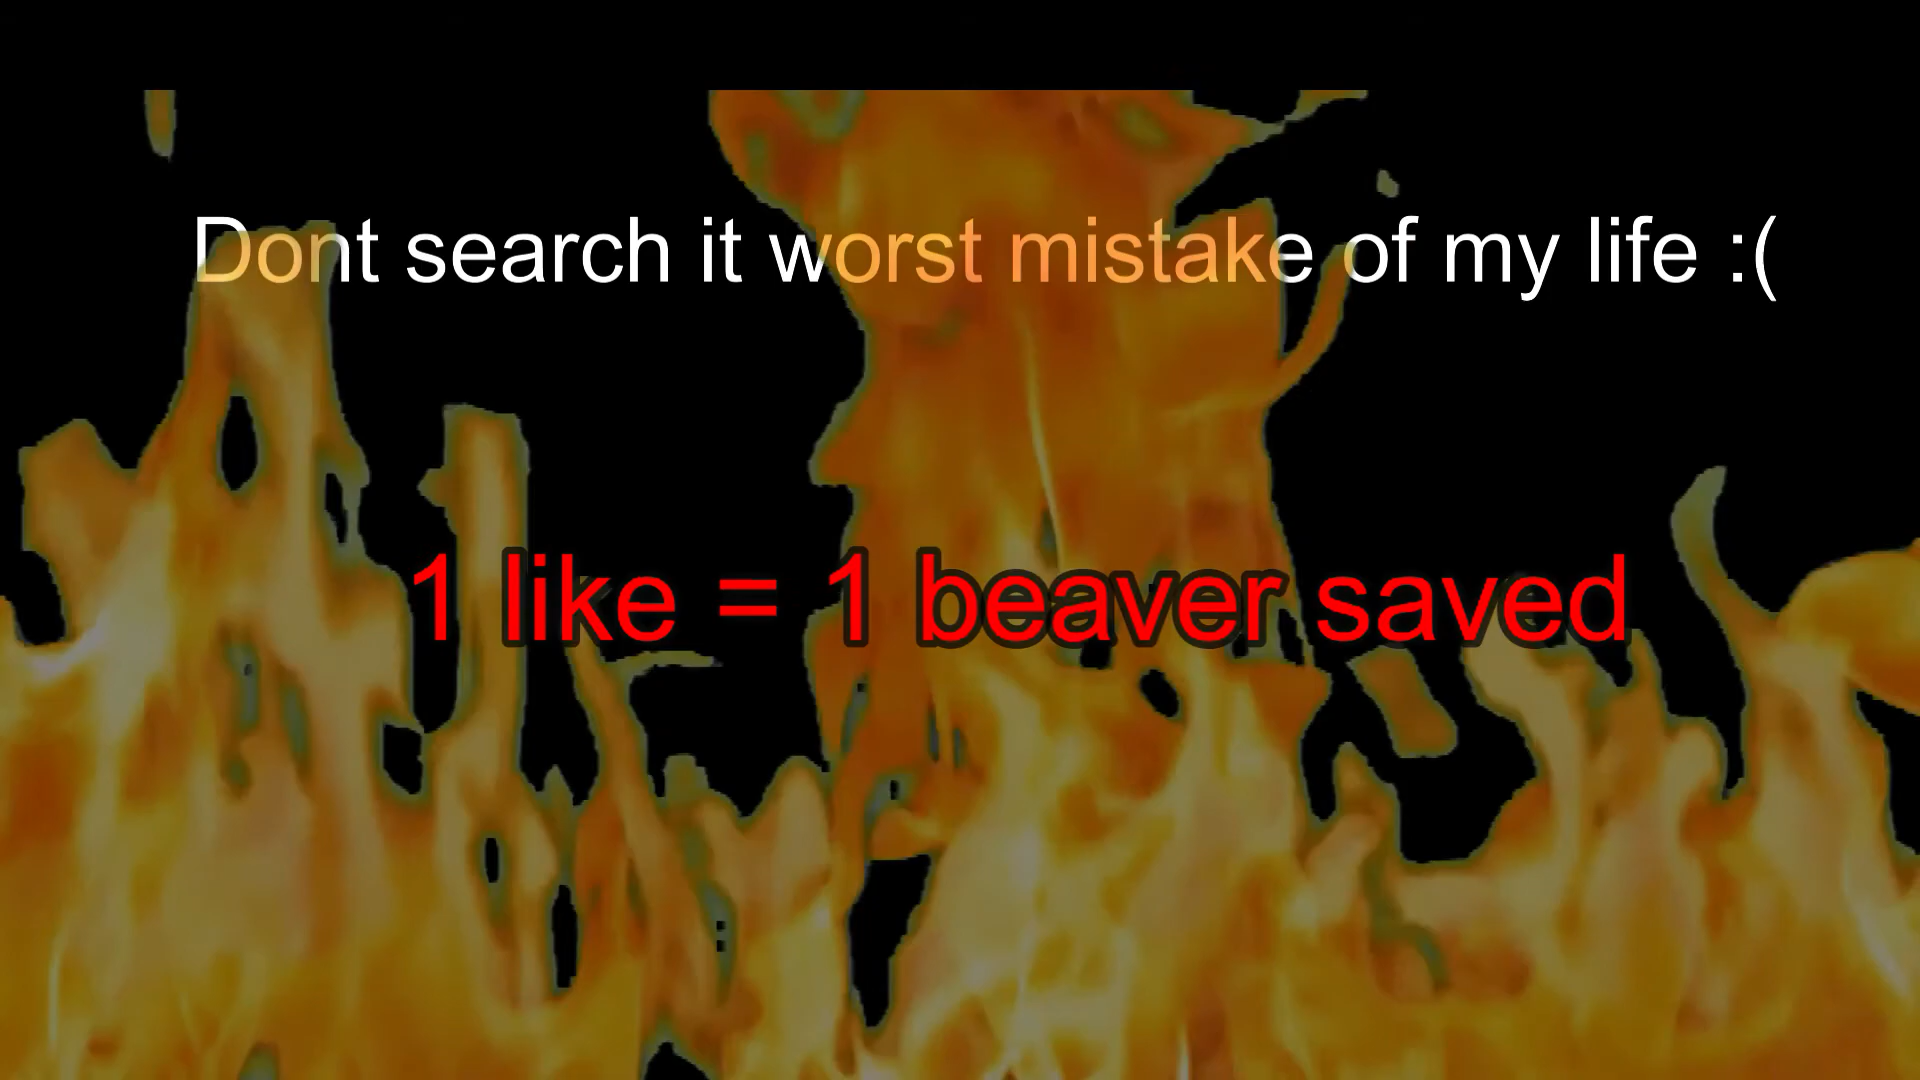 Dont search it worst mistake of my life :(
1 like = 1 beaver saved